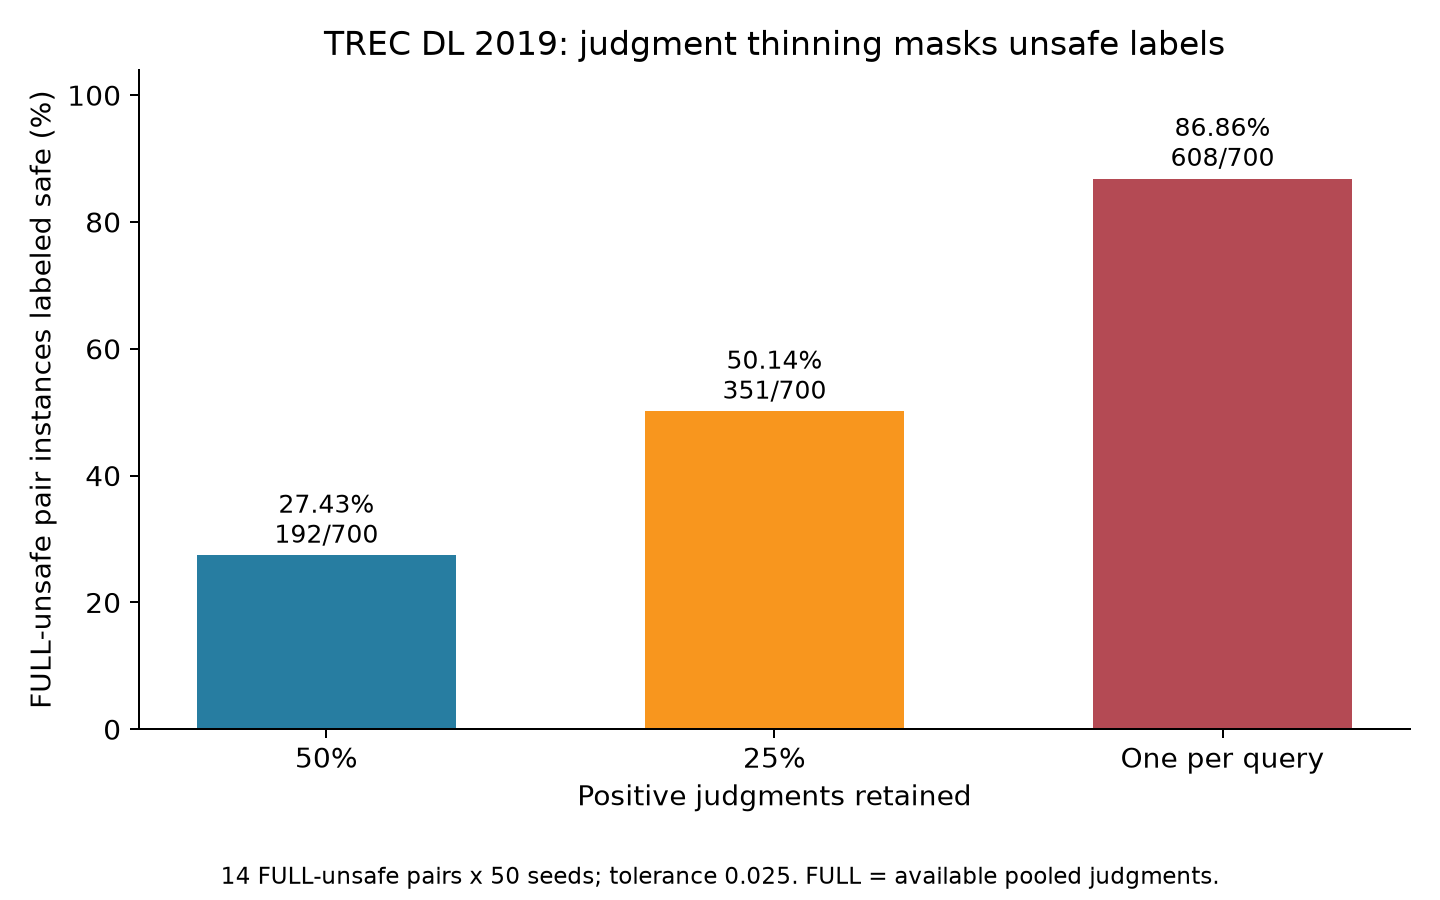 TREC DL 2019: judgment thinning masks unsafe labels
FULL-unsafe pair instances labeled safe (%)
100
80
60
40
20
0
27.43%
192/700
50.14%
351/700
86.86%
608/700
50%
25%
One per query
Positive judgments retained
14 FULL-unsafe pairs x 50 seeds; tolerance 0.025. FULL = available pooled judgments.